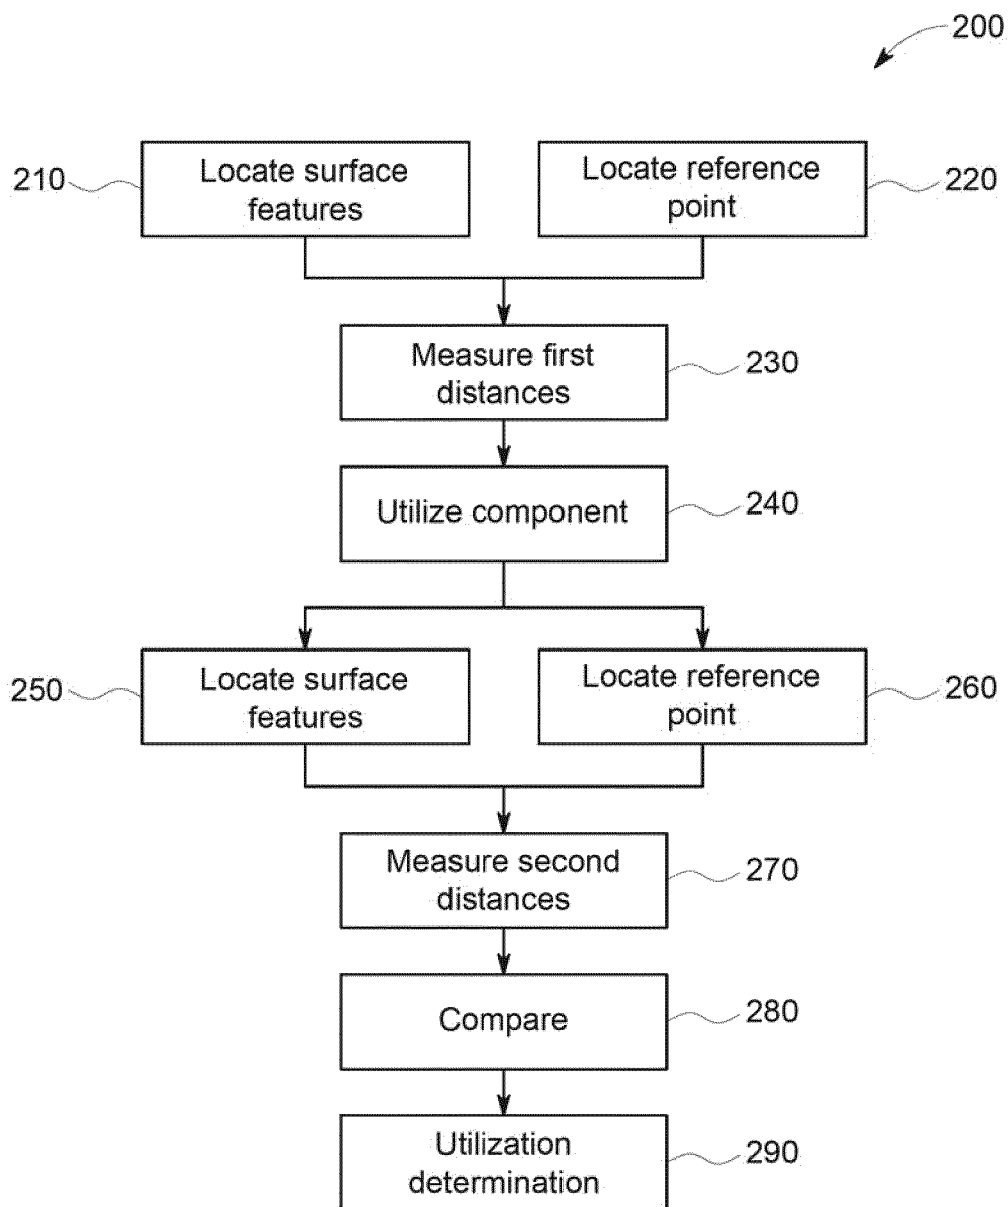 200
210
Locate surface
features
Locate reference
point
220
Measure first
distances
230
Utilize component
240
250
Locate surface
features
Locate reference
point
260
Measure second
distances
270
Compare
280
Utilization
determination
290